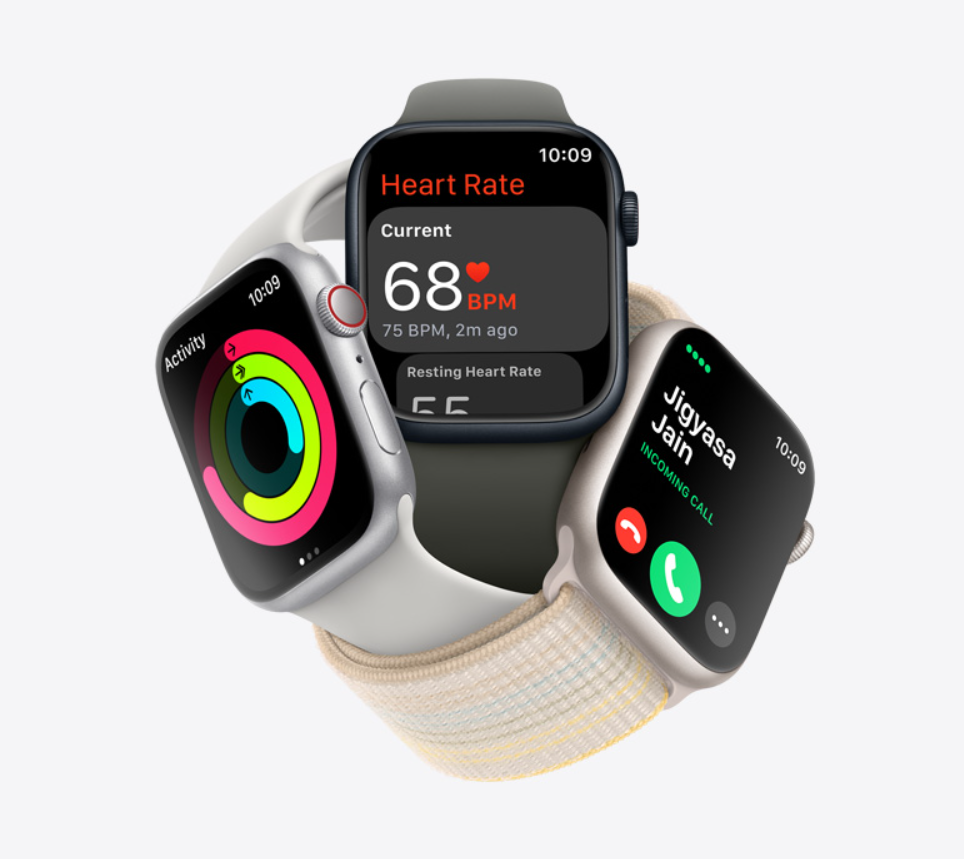 10:09
Heart Rate
Current
68
BPM
75 BPM, 2m ago
Resting Heart Rate
55
10:09
Activity
Jigyasa
Jain
10:09
INCOMING CALL